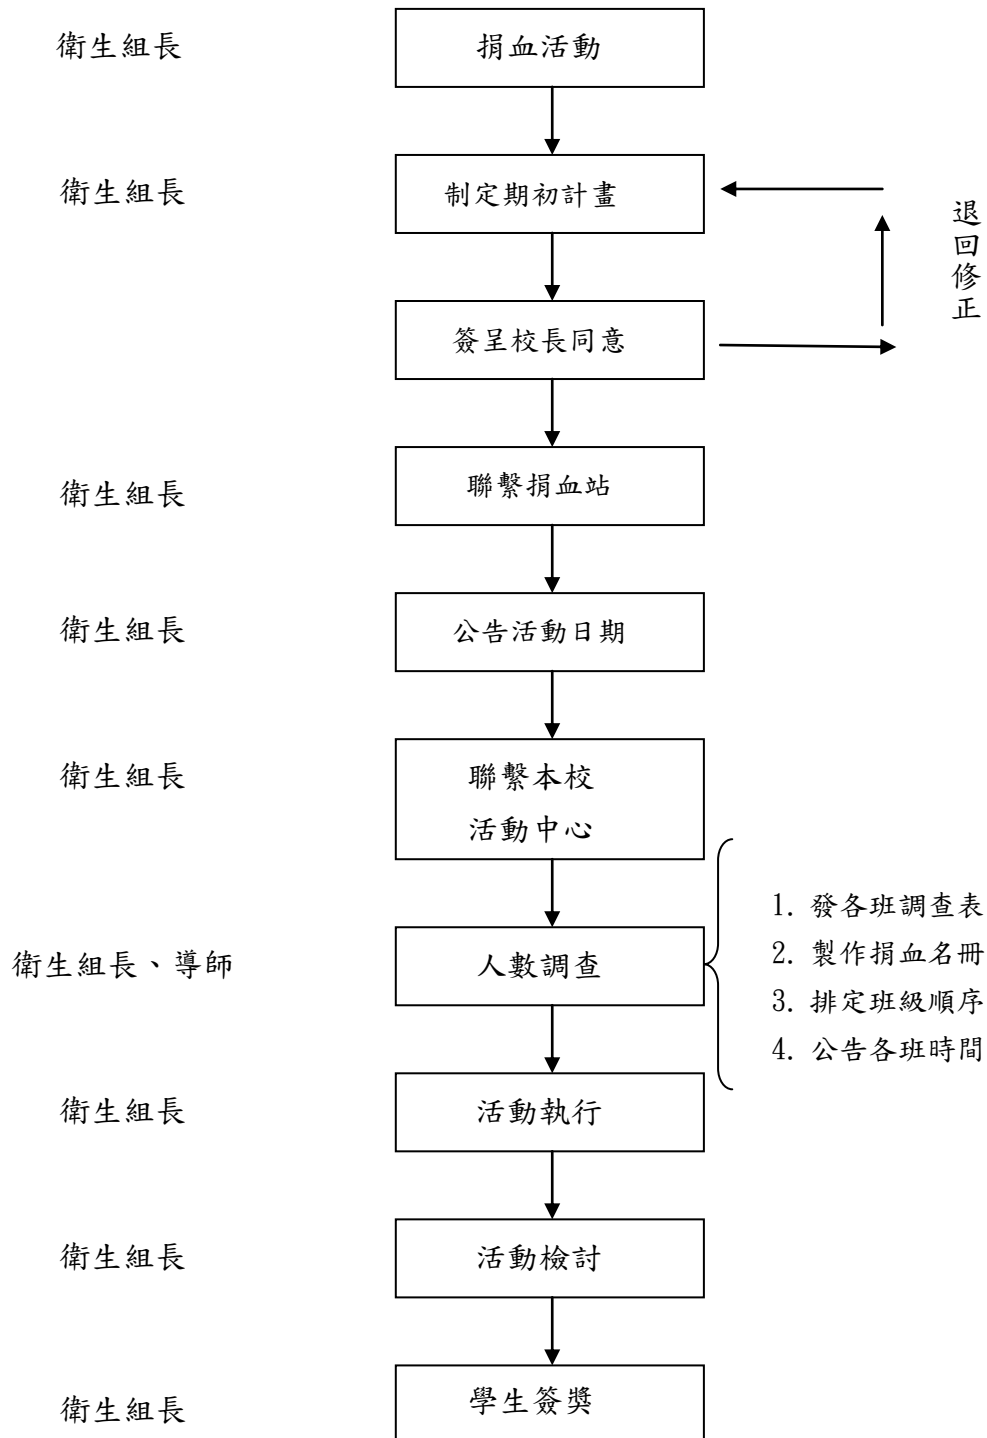 衛生組長
捐血活動
衛生組長
制定期初計畫
退回修正
簽呈校長同意
衛生組長
聯繫捐血站
衛生組長
公告活動日期
衛生組長
聯繫本校
活動中心
衛生組長、導師
人數調查
1. 發各班調查表
2. 製作捐血名冊
3. 排定班級順序
4. 公告各班時間
衛生組長
活動執行
衛生組長
活動檢討
衛生組長
學生簽獎